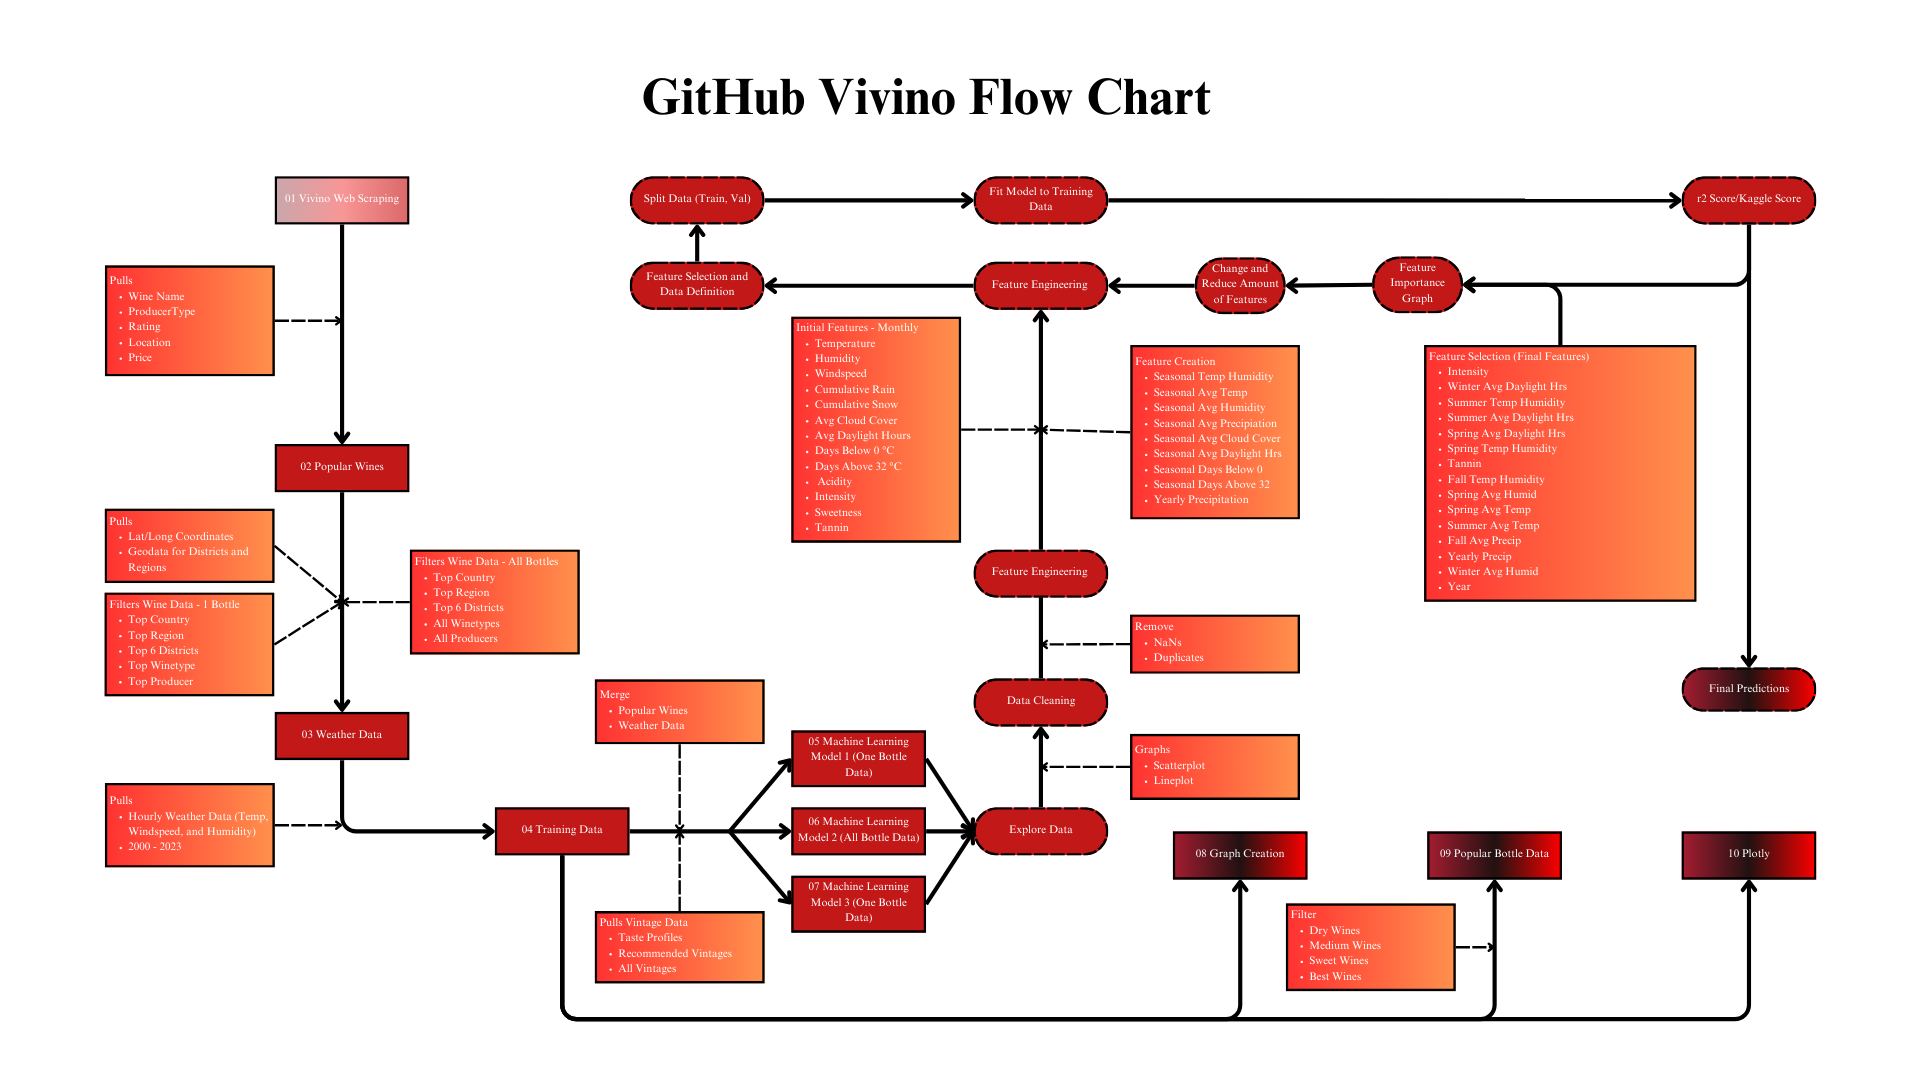 GitHub Vivino Flow Chart
01 Vivino Web Scraping
Pulls
Wine Name
ProducerType
Rating
Location
Price
02 Popular Wines
Pulls
Lat/Long Coordinates
Geodata for Districts and
Regions
Filters Wine Data - 1 Bottle
Top Country
Top Region
Top 6 Districts
Top Winetype
Top Producer
Filters Wine Data - All Bottles
Top Country
Top Region
Top 6 Districts
All Winetypes
All Producers
03 Weather Data
Pulls
Hourly Weather Data (Temp,
Windspeed, and Humidity)
2000 - 2023
04 Training Data
Merge
Popular Wines
Weather Data
Pulls Vintage Data
Taste Profiles
Recommended Vintages
All Vintages
05 Machine Learning
Model 1 (One Bottle
Data)
06 Machine Learning
Model 2 (All Bottle Data)
07 Machine Learning
Model 3 (One Bottle
Data)
Explore Data
Graphs
Scatterplot
Lineplot
Data Cleaning
Remove
NaNs
Duplicates
Feature Engineering
Initial Features - Monthly
Temperature
Humidity
Windspeed
Cumulative Rain
Cumulative Snow
Avg Cloud Cover
Avg Daylight Hours
Days Below 0 °C
Days Above 32 °C
Acidity
Intensity
Sweetness
Tannin
Feature Creation
Seasonal Temp Humidity
Seasonal Avg Temp
Seasonal Avg Humidity
Seasonal Avg Precipiation
Seasonal Avg Cloud Cover
Seasonal Avg Daylight Hrs
Seasonal Days Below 0
Seasonal Days Above 32
Yearly Precipitation
Feature Engineering
Feature Selection and
Data Definition
Split Data (Train, Val)
Fit Model to Training
Data
r2 Score/Kaggle Score
Feature
Importance
Graph
Change and
Reduce Amount
of Features
Feature Selection (Final Features)
Intensity
Winter Avg Daylight Hrs
Summer Temp Humidity
Summer Avg Daylight Hrs
Spring Avg Daylight Hrs
Spring Temp Humidity
Tannin
Fall Temp Humidity
Spring Avg Humid
Spring Avg Temp
Summer Avg Temp
Fall Avg Precip
Yearly Precip
Winter Avg Humid
Year
Final Predictions
08 Graph Creation
09 Popular Bottle Data
10 Plotly
Filter
Dry Wines
Medium Wines
Sweet Wines
Best Wines